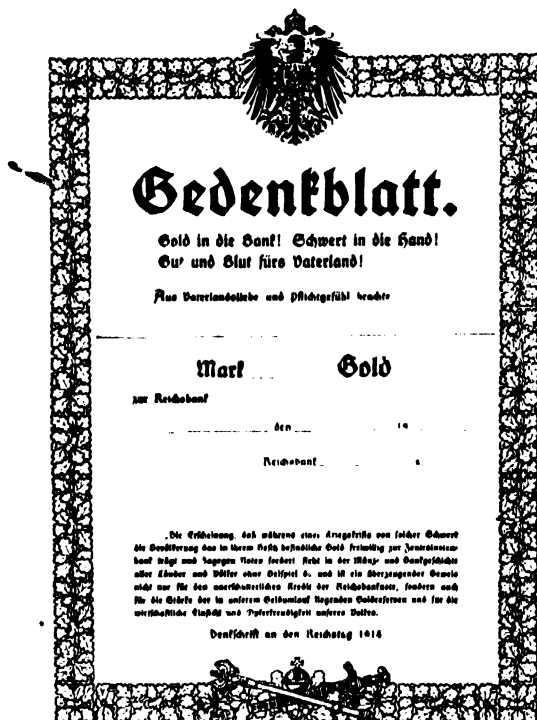 Gedenkblatt.
Gold in die Bank! Schwert in die Hand!
Gut und Blut fürs Vaterland!
Aus Vaterlandsliebe und Pflichtgefühl brachte
Mark Gold
zur Reichsbank
den 19
Reichsbank
„Die Erscheinung, daß während einer Kriegskrisis von solcher Schwere
die Bevölkerung das in ihrem Besitz befindliche Gold freiwillig zur
bank trägt und dagegen Noten fordert steht in der Münz- und Bankgeschichte
aller Länder und Völker ohne Beispiel da und ist ein überzeugender Beweis
nicht nur für den unerschütterlichen Kredit der Reichsbanknote, sondern auch
für die Stärke der in unserem Geldumlauf liegenden Goldreserven und für die
wirtschaftliche Einsicht und Opferfreudigkeit unseres Volkes.
Denkschrift an den Reichstag 1914